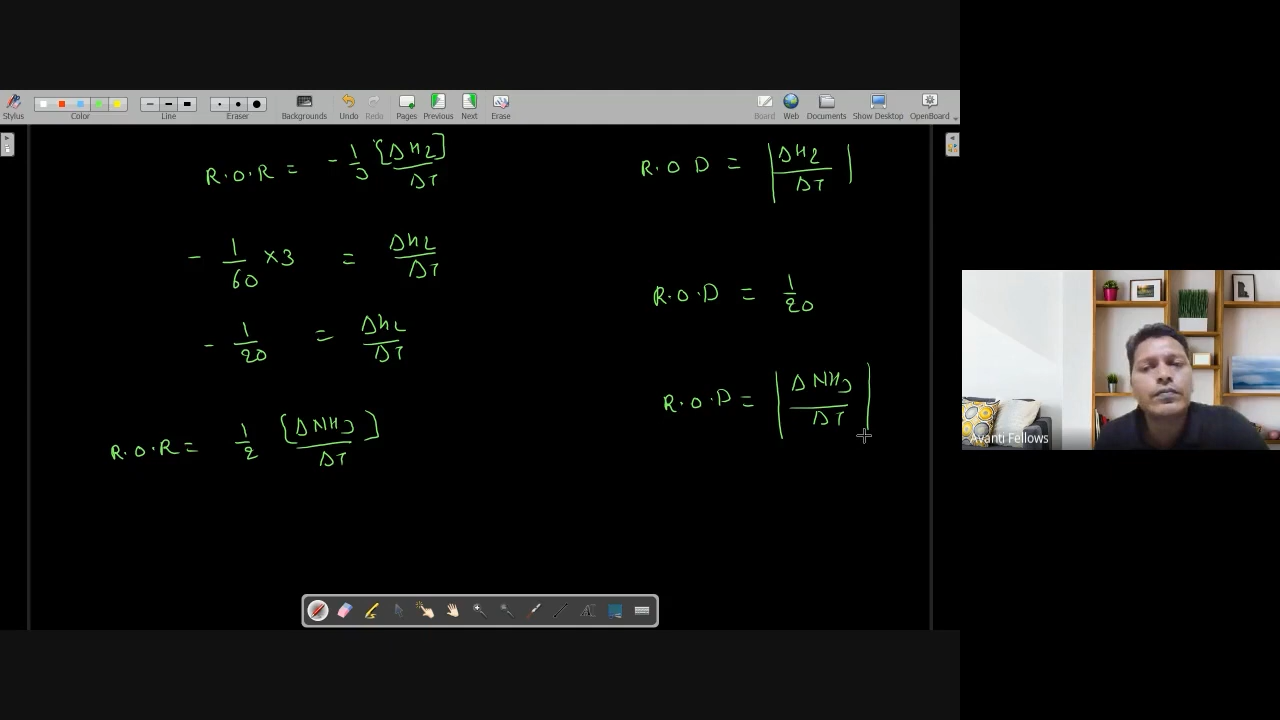 Stylus Color Line Eraser Backgrounds Undo Redo Pages Previous Next Erase Board Web Documents Show Desktop OpenBoard
R.O.R = - 1/3 [ΔH2/ΔT]
R.O.D = |ΔH2/ΔT|
- 1/60 × 3 = ΔH2/ΔT
R.O.D = 1/20
- 1/20 = ΔH2/ΔT
R.O.D = |ΔNH3/ΔT|
R.O.R = 1/2 [ΔNH3/ΔT]
Avanti Fellows